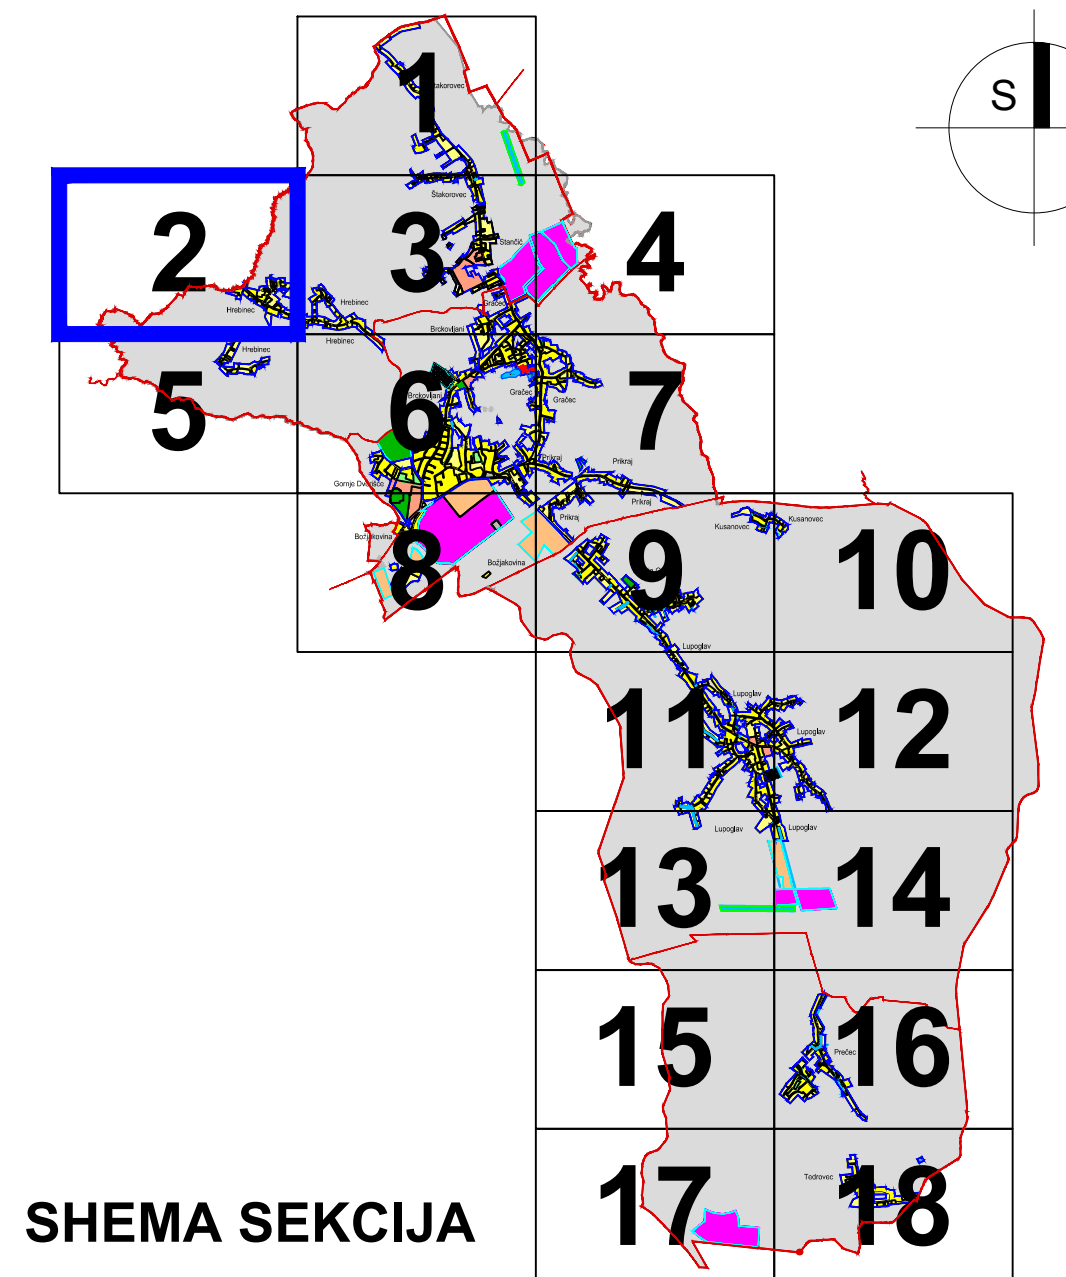 S
1
Štakorovec
2
3
4
Štakorovec
Stančić
Hrebinec
Hrebinec
Gračec
Brckovljani
Hrebinec
Hrebinec
5
6
7
Brckovljani
Gračec
Gračec
Prikraj
Prikraj
Gornje Dvorišće
Prikraj
Prikraj
Kusanovec
Kusanovec
Božjakovina
8
Božjakovina
9
10
Lupoglav
11
12
Lupoglav
Lupoglav
Lupoglav
Lupoglav
13
14
15
16
Prečec
17
18
Tedrovec
SHEMA SEKCIJA